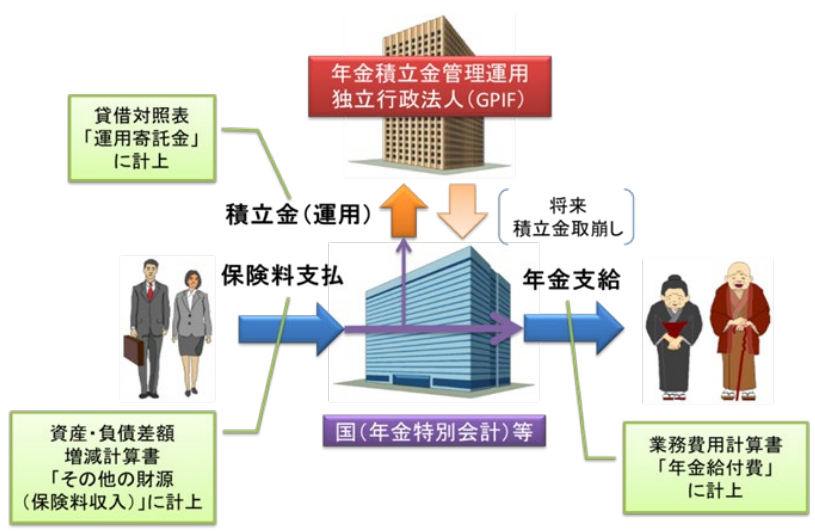 年金積立金管理運用
独立行政法人(GPIF)
貸借対照表
「運用寄託金」
に計上
積立金(運用)
将来
積立金取崩し
保険料支払
年金支給
国(年金特別会計)等
資産・負債差額
増減計算書
「その他の財源
(保険料収入)」に計上
業務費用計算書
「年金給付費」
に計上